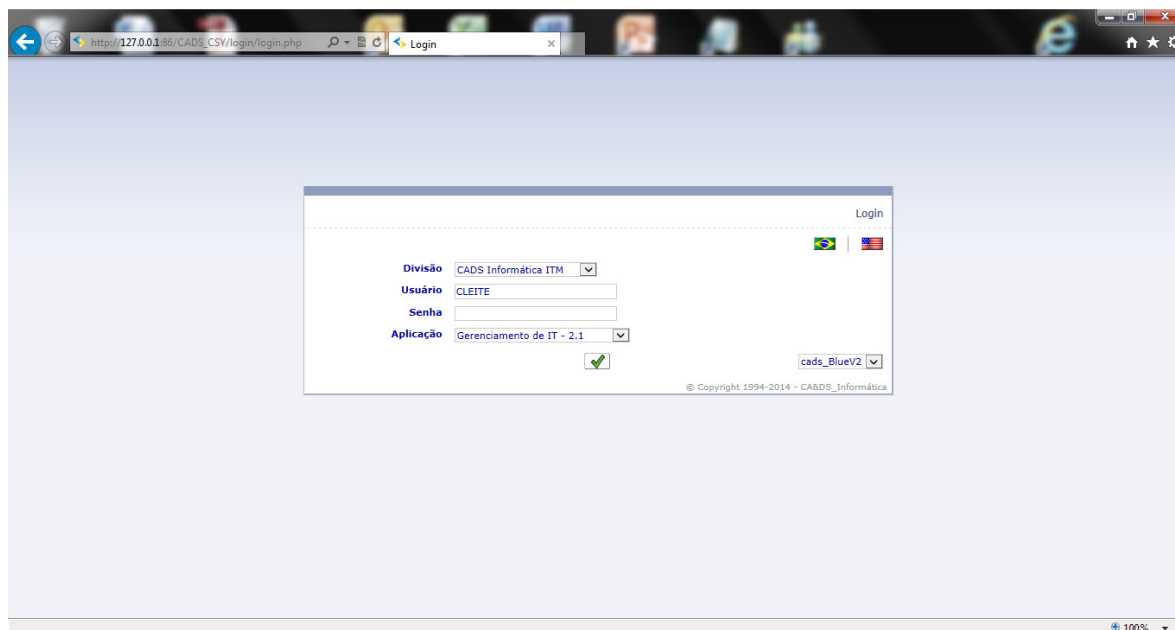 http://127.0.0.1:86/CADS_CSY/login/login.php
Login
Login
Divisão CADS Informática ITM
Usuário CLEITE
Senha
Aplicação Gerenciamento de IT - 2.1
cads_BlueV2
© Copyright 1994-2014 - CA&DS_Informática
100%